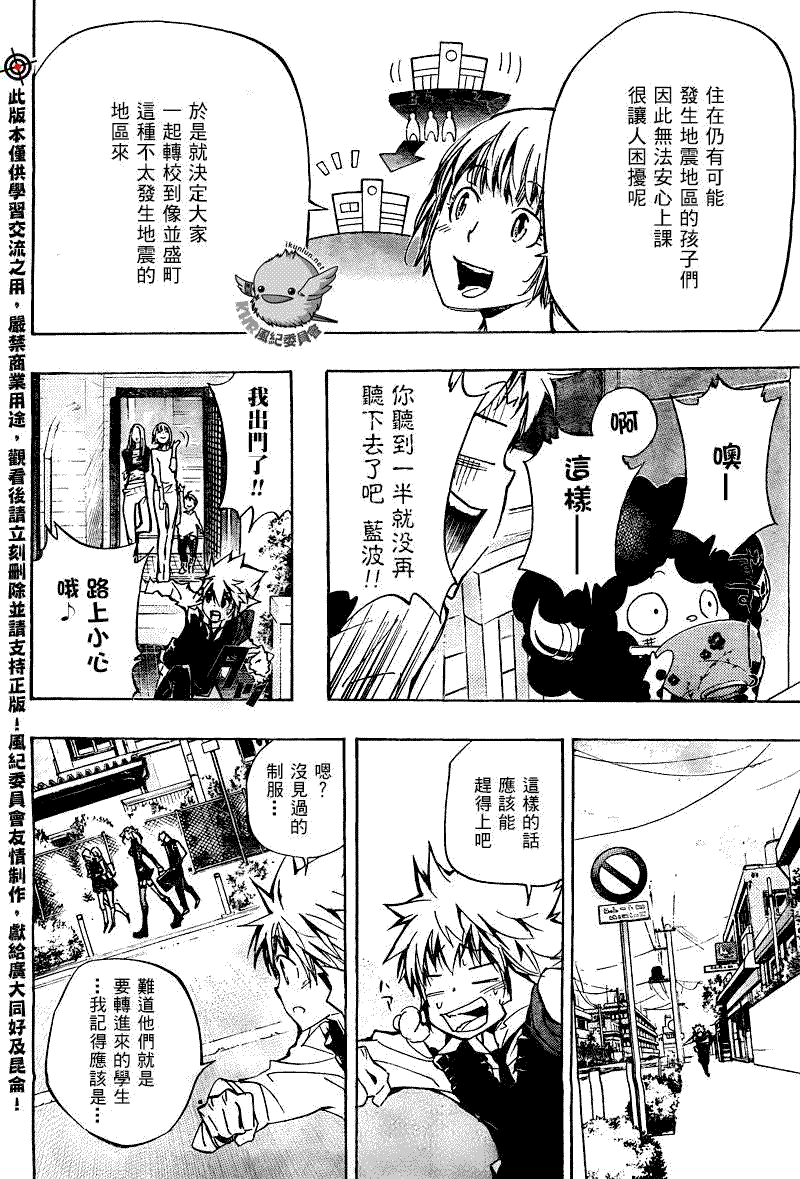 住在仍有可能
發生地震地區的孩子們
因此無法安心上課
很讓人困擾呢
於是就決定大家
一起轉校到像並盛町
這種不太發生地震的
地區來
ikunlun.net
KHR風紀委員會
噢—
啊
這樣—
你聽到一半就没再
聽下去了吧 藍波!!
我出門了!!
路上小心
哦♪
這樣的話
應該能
趕得上吧
嗯?
沒見過的
制服…
難道他們就是
要轉進來的學生
…我記得應該是…
此版本僅供學習交流之用，嚴禁商業用途，觀看後請立刻刪除並請支持正版！風紀委員會友情制作，獻給廣大同好及昆侖！